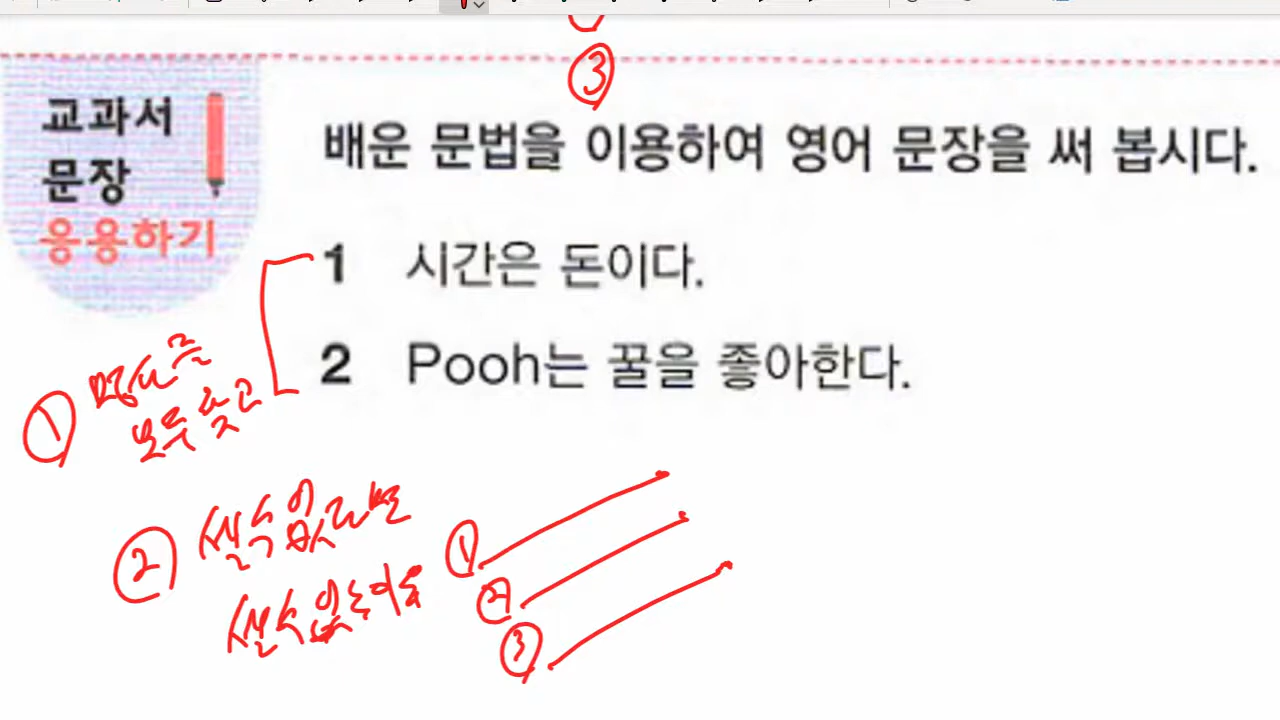 ③
교과서
문장
응용하기
배운 문법을 이용하여 영어 문장을 써 봅시다.
1 시간은 돈이다.
2 Pooh는 꿀을 좋아한다.
① 명사를
모두 찾고
② 셀 수 있다면
셀 수 없는 이유
①
②
③